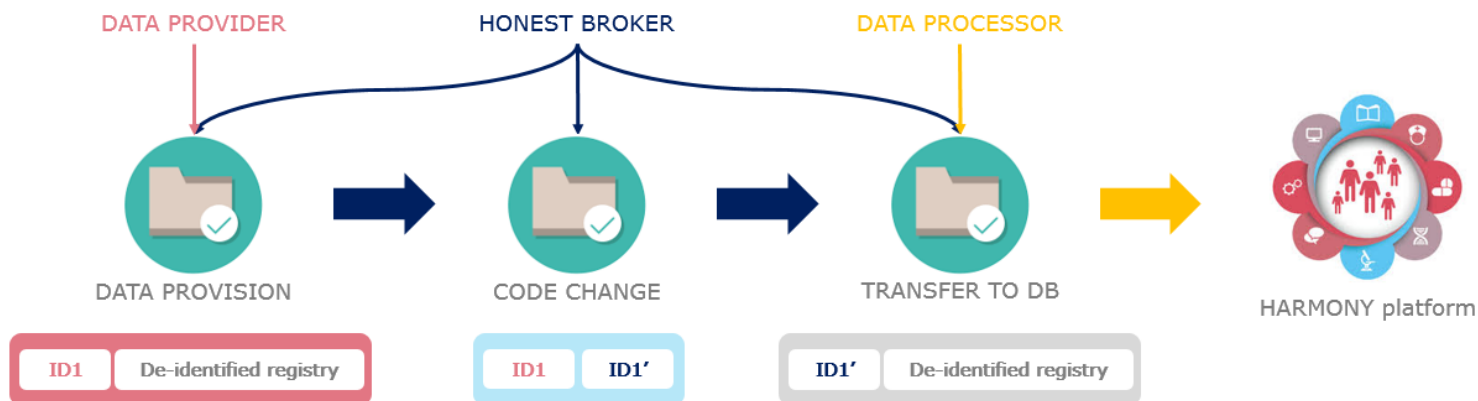 DATA PROVIDER
HONEST BROKER
DATA PROCESSOR
DATA PROVISION
CODE CHANGE
TRANSFER TO DB
HARMONY platform
ID1 De-identified registry
ID1 ID1′
ID1′ De-identified registry